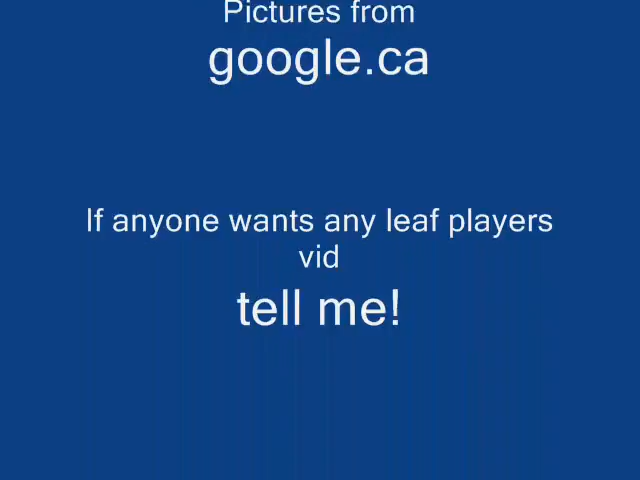 Pictures from
google.ca
If anyone wants any leaf players
vid
tell me!